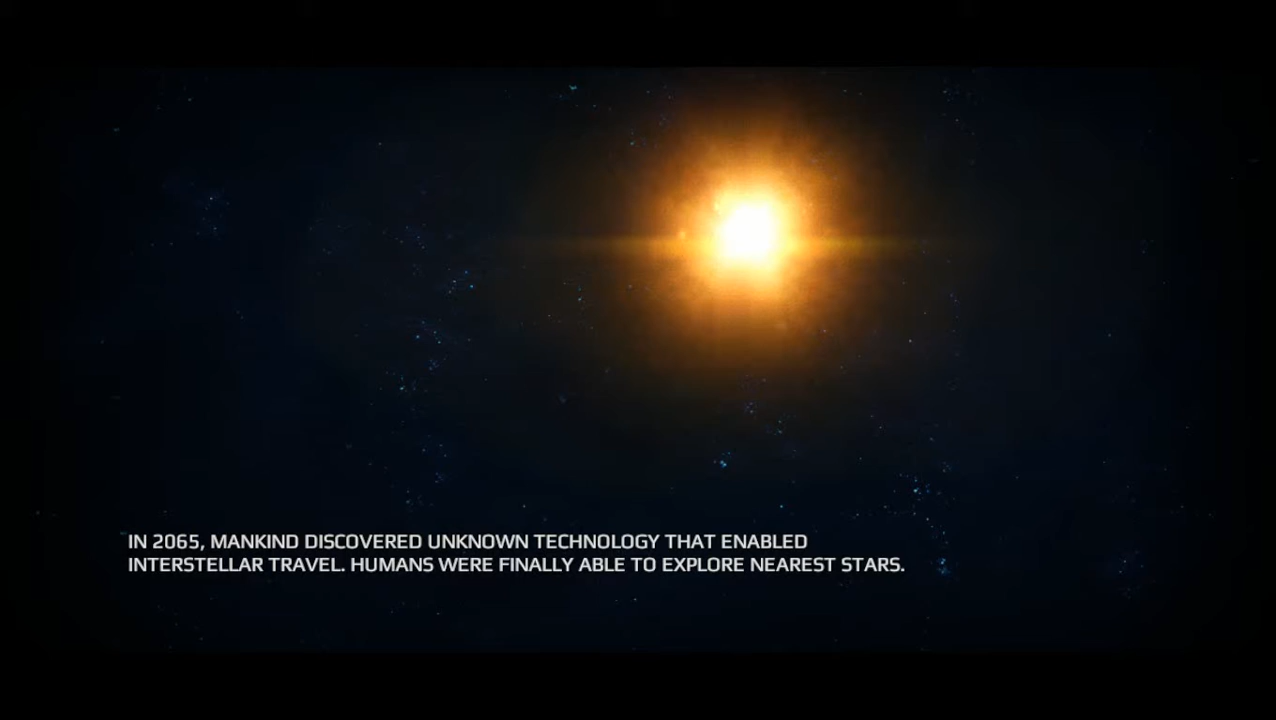 IN 2065, MANKIND DISCOVERED UNKNOWN TECHNOLOGY THAT ENABLED
INTERSTELLAR TRAVEL. HUMANS WERE FINALLY ABLE TO EXPLORE NEAREST STARS.